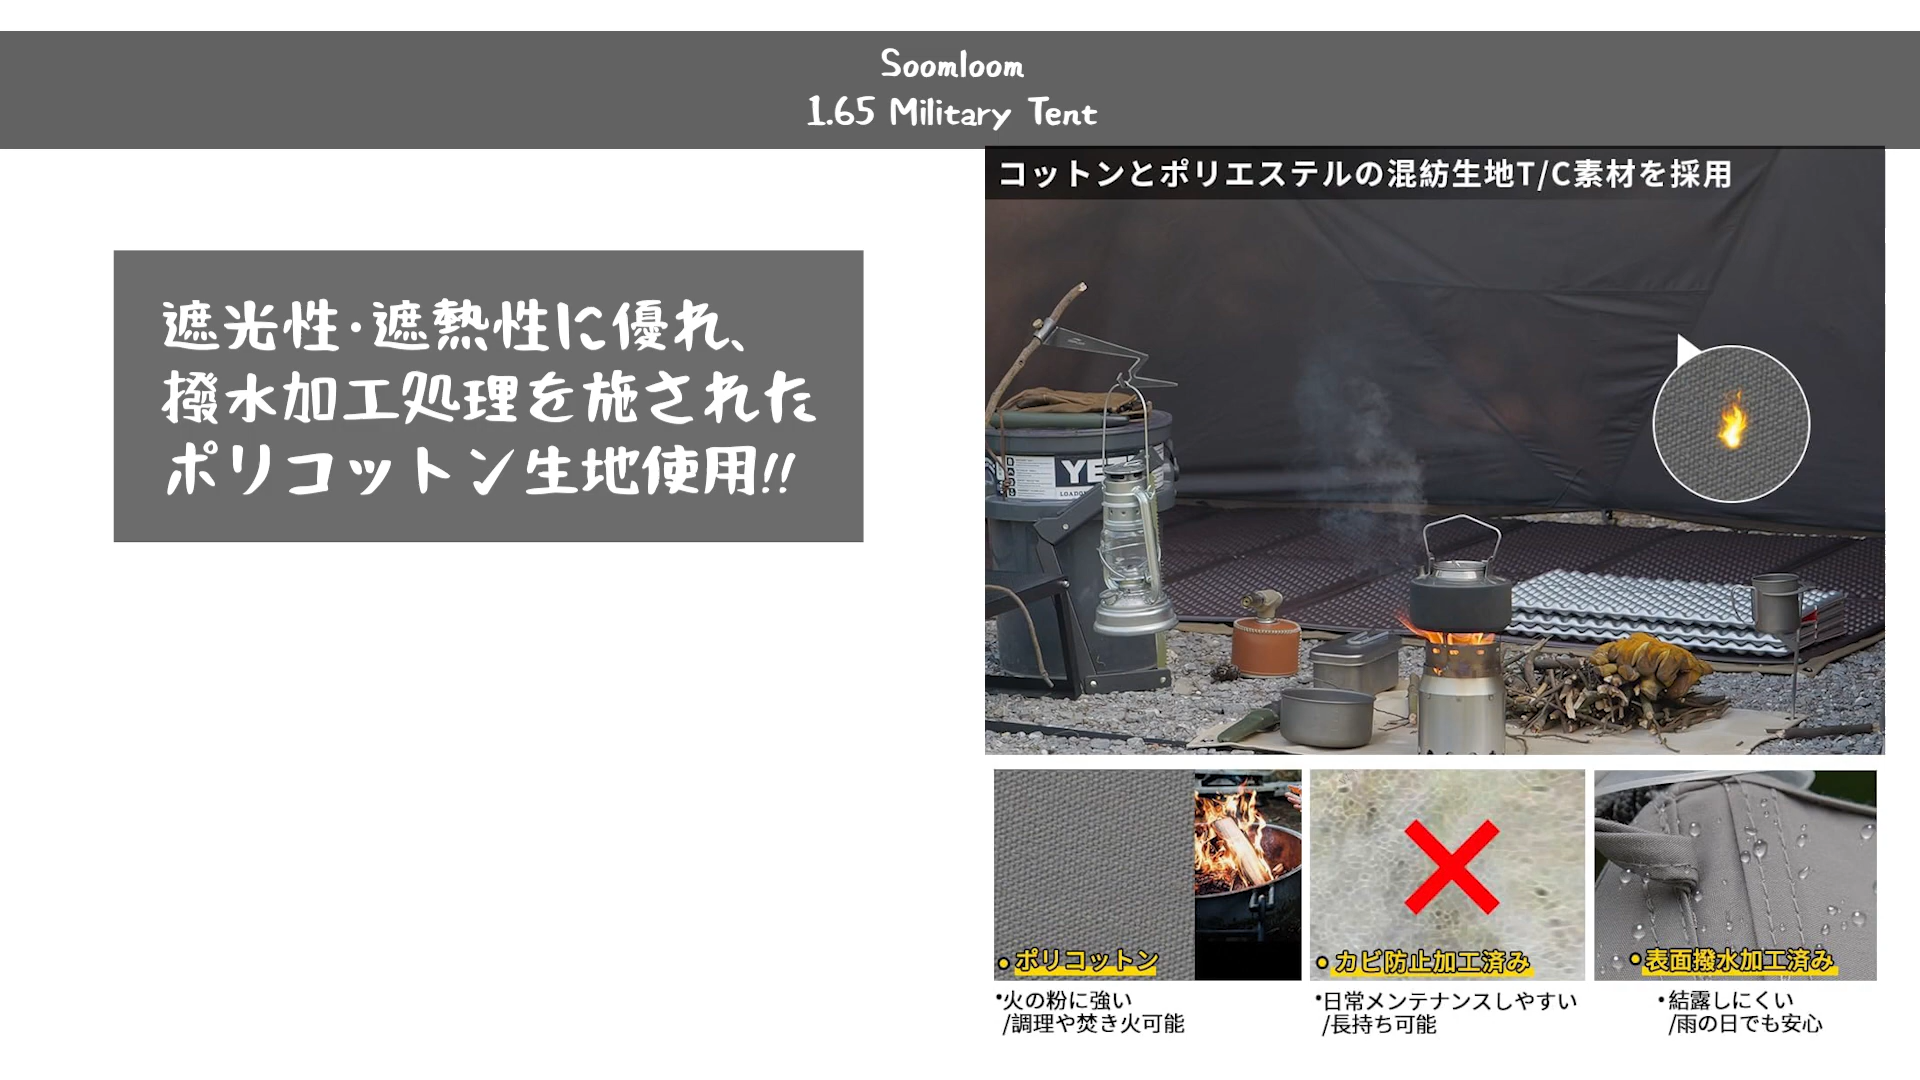 Soomloom
1.65 Military Tent
遮光性･遮熱性に優れ、
撥水加工処理を施された
ポリコットン生地使用!!
コットンとポリエステルの混紡生地T/C素材を採用
ポリコットン
・火の粉に強い
/調理や焚き火可能
カビ防止加工済み
・日常メンテナンスしやすい
/長持ち可能
表面撥水加工済み
・結露しにくい
/雨の日でも安心